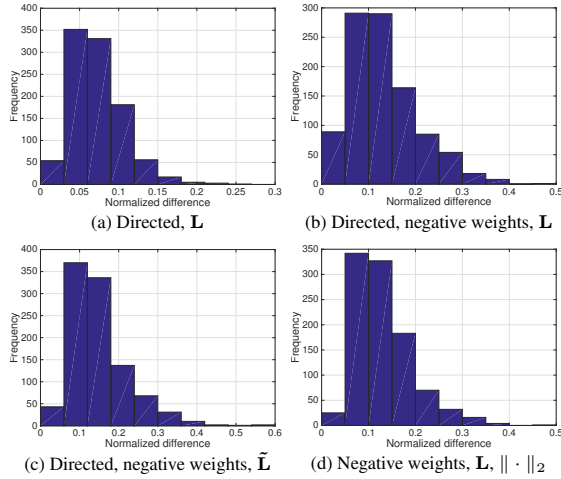 400
350
300
250
200
150
100
50
0
Frequency
0 0.05 0.1 0.15 0.2 0.25 0.3
Normalized difference
(a) Directed, L
300
250
200
150
100
50
0
Frequency
0 0.1 0.2 0.3 0.4 0.5
Normalized difference
(b) Directed, negative weights, L
400
350
300
250
200
150
100
50
0
Frequency
0 0.1 0.2 0.3 0.4 0.5 0.6
Normalized difference
(c) Directed, negative weights, L̃
350
300
250
200
150
100
50
0
Frequency
0 0.1 0.2 0.3 0.4 0.5
Normalized difference
(d) Negative weights, L, ‖ · ‖₂